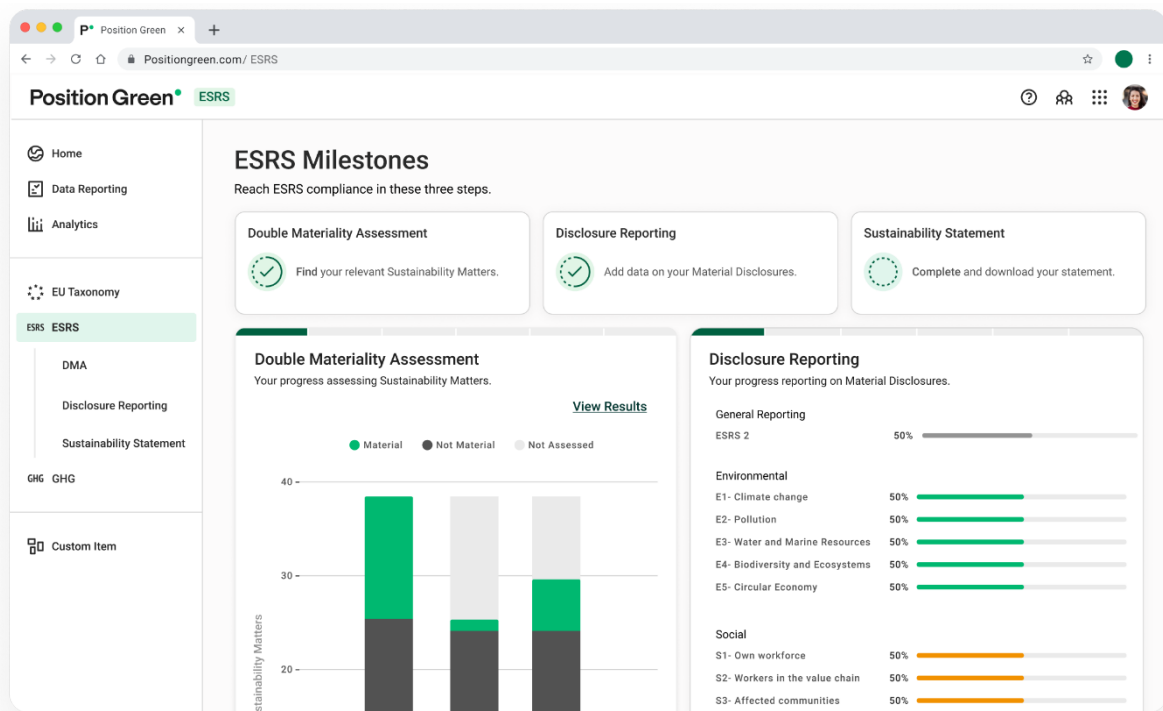 Position Green
Positiongreen.com/ ESRS
Position Green ESRS
Home
Data Reporting
Analytics
EU Taxonomy
ESRS ESRS
DMA
Disclosure Reporting
Sustainability Statement
GHG GHG
Custom Item
ESRS Milestones
Reach ESRS compliance in these three steps.
Double Materiality Assessment
Find your relevant Sustainability Matters.
Disclosure Reporting
Add data on your Material Disclosures.
Sustainability Statement
Complete and download your statement.
Double Materiality Assessment
Your progress assessing Sustainability Matters.
View Results
Material Not Material Not Assessed
40
30
20
stainability Matters
Disclosure Reporting
Your progress reporting on Material Disclosures.
General Reporting
ESRS 2 50%
Environmental
E1- Climate change 50%
E2- Pollution 50%
E3- Water and Marine Resources 50%
E4- Biodiversity and Ecosystems 50%
E5- Circular Economy 50%
Social
S1- Own workforce 50%
S2- Workers in the value chain 50%
S3- Affected communities 50%